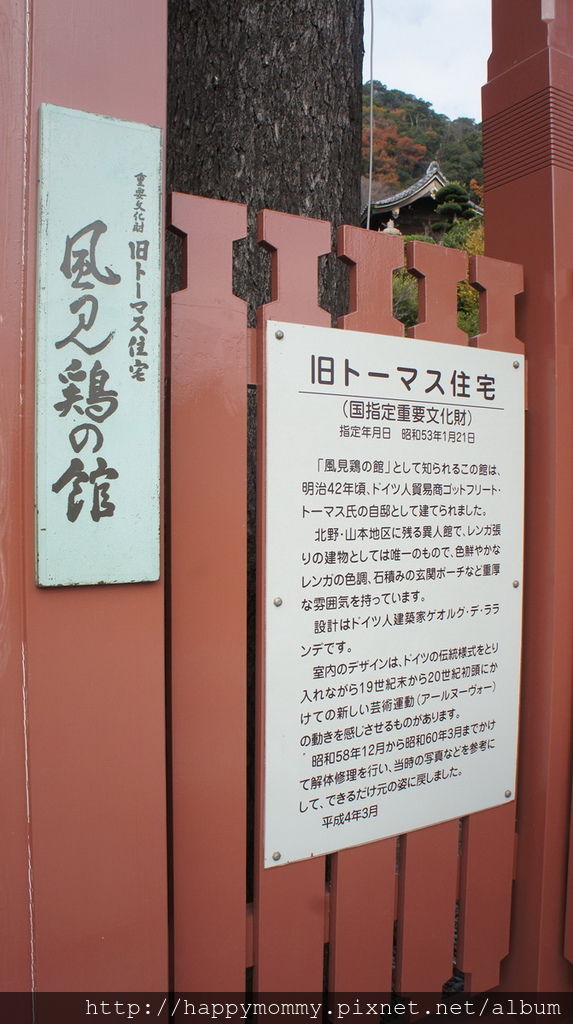 重要文化財 旧トーマス住宅
風見鶏の館
旧トーマス住宅
(国指定重要文化財)
指定年月日 昭和53年1月21日
「風見鶏の館」として知られるこの館は、
明治42年頃、ドイツ人貿易商ゴットフリート・
トーマス氏の自邸として建てられました。
北野・山本地区に残る異人館で、レンガ張
りの建物としては唯一のもので、色鮮やかな
レンガの色調、石積みの玄関ポーチなど重厚
な雰囲気を持っています。
設計はドイツ人建築家ゲオルグ・デ・ララ
ンデです。
室内のデザインは、ドイツの伝統様式をとり
入れながら19世紀末から20世紀初頭にか
けての新しい芸術運動(アールヌーヴォー)
の動きを感じさせるものがあります。
昭和58年12月から昭和60年3月までかけ
て解体修理を行い、当時の写真などを参考に
して、できるだけ元の姿に戻しました。
平成4年3月
http://happymommy.pixnet.net/album